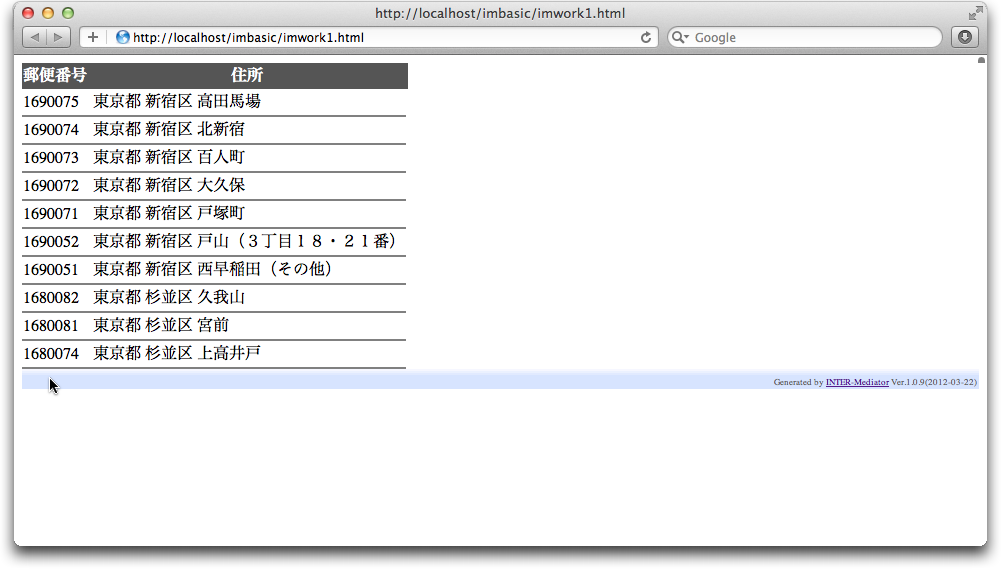 http://localhost/imbasic/imwork1.html
http://localhost/imbasic/imwork1.html Google
郵便番号 住所
1690075 東京都 新宿区 高田馬場
1690074 東京都 新宿区 北新宿
1690073 東京都 新宿区 百人町
1690072 東京都 新宿区 大久保
1690071 東京都 新宿区 戸塚町
1690052 東京都 新宿区 戸山（３丁目１８・２１番）
1690051 東京都 新宿区 西早稲田（その他）
1680082 東京都 杉並区 久我山
1680081 東京都 杉並区 宮前
1680074 東京都 杉並区 上高井戸
Generated by INTER-Mediator Ver.1.0.9(2012-03-22)